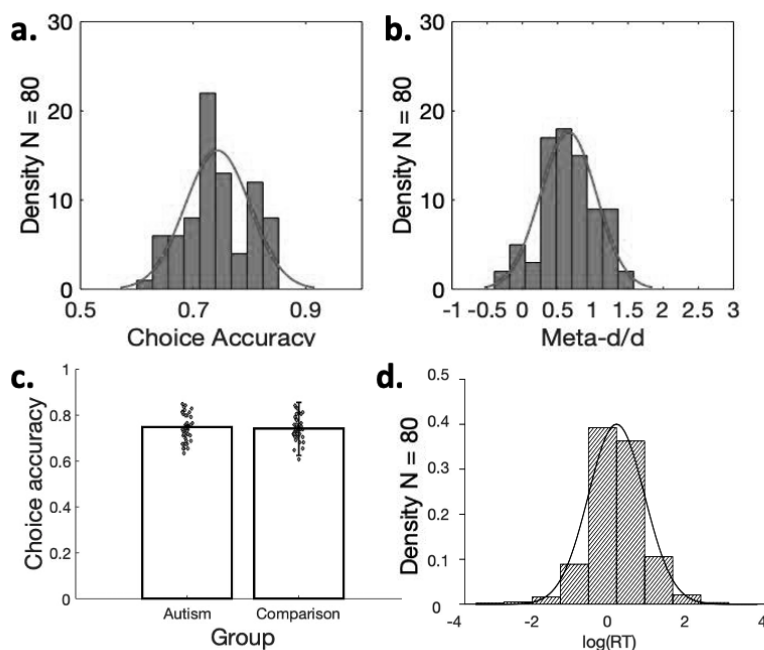 a.
30
20
10
0
Density N = 80
0.5 0.7 0.9
Choice Accuracy
b.
30
20
10
0
Density N = 80
-1 -0.5 0 0.5 1 1.5 2 2.5 3
Meta-d/d
c.
1
0.8
0.6
0.4
0.2
0
Choice accuracy
Autism Comparison
Group
d.
0.5
0.4
0.3
0.2
0.1
0
Density N = 80
-4 -2 0 2 4
log(RT)